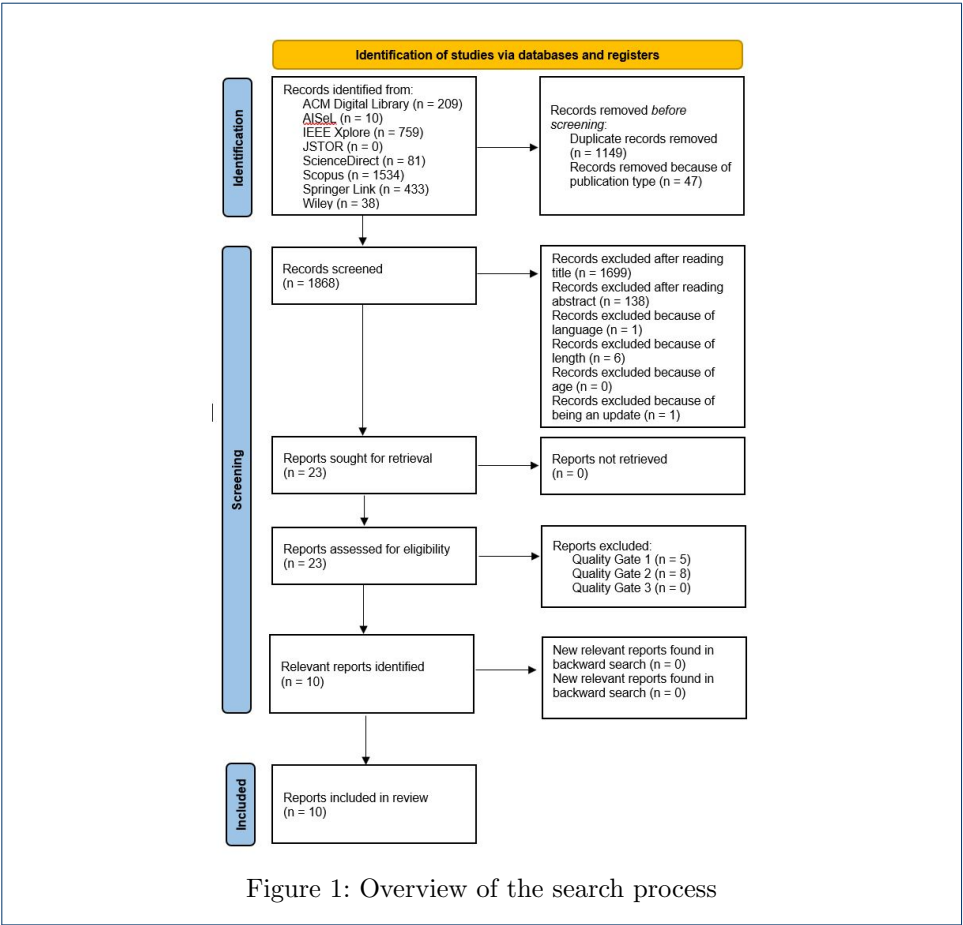 Identification of studies via databases and registers
Identification
Records identified from:
ACM Digital Library (n = 209)
AISeL (n = 10)
IEEE Xplore (n = 759)
JSTOR (n = 0)
ScienceDirect (n = 81)
Scopus (n = 1534)
Springer Link (n = 433)
Wiley (n = 38)
Records removed before
screening:
Duplicate records removed
(n = 1149)
Records removed because of
publication type (n = 47)
Screening
Records screened
(n = 1868)
Records excluded after reading
title (n = 1699)
Records excluded after reading
abstract (n = 138)
Records excluded because of
language (n = 1)
Records excluded because of
length (n = 6)
Records excluded because of
age (n = 0)
Records excluded because of
being an update (n = 1)
Reports sought for retrieval
(n = 23)
Reports not retrieved
(n = 0)
Reports assessed for eligibility
(n = 23)
Reports excluded:
Quality Gate 1 (n = 5)
Quality Gate 2 (n = 8)
Quality Gate 3 (n = 0)
Relevant reports identified
(n = 10)
New relevant reports found in
backward search (n = 0)
New relevant reports found in
backward search (n = 0)
Included
Reports included in review
(n = 10)
Figure 1: Overview of the search process